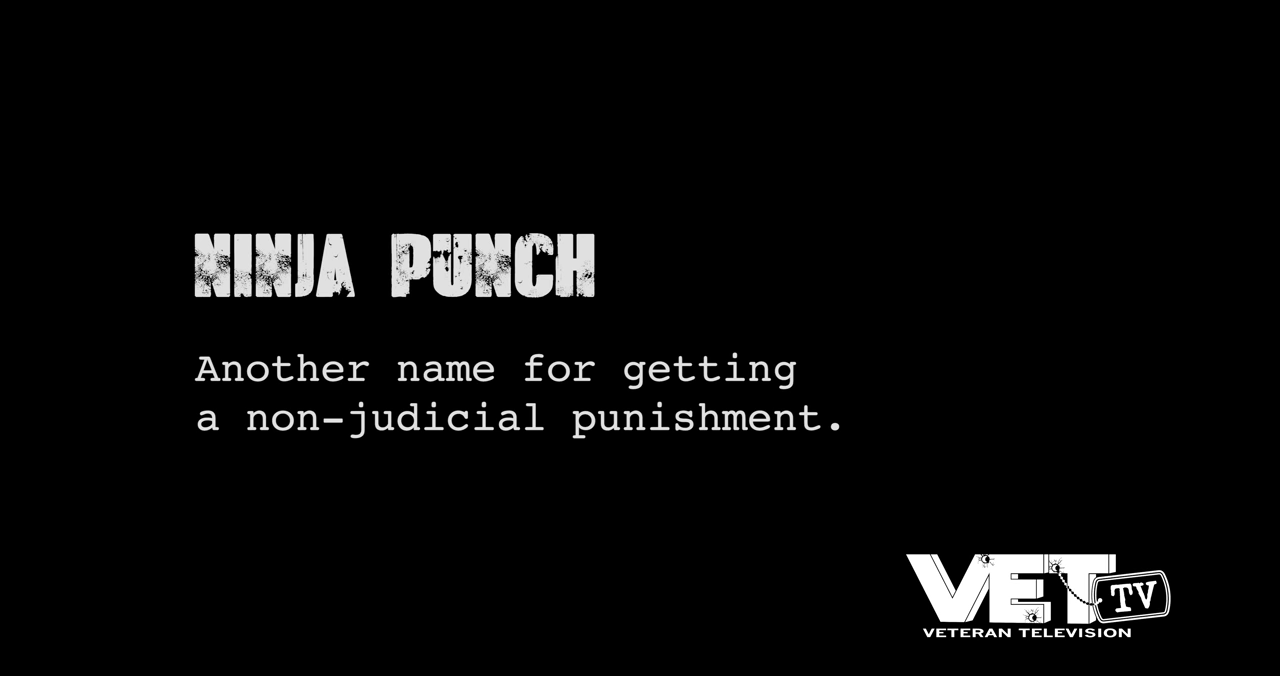 NINJA PUNCH
Another name for getting
a non-judicial punishment.
VET TV
VETERAN TELEVISION